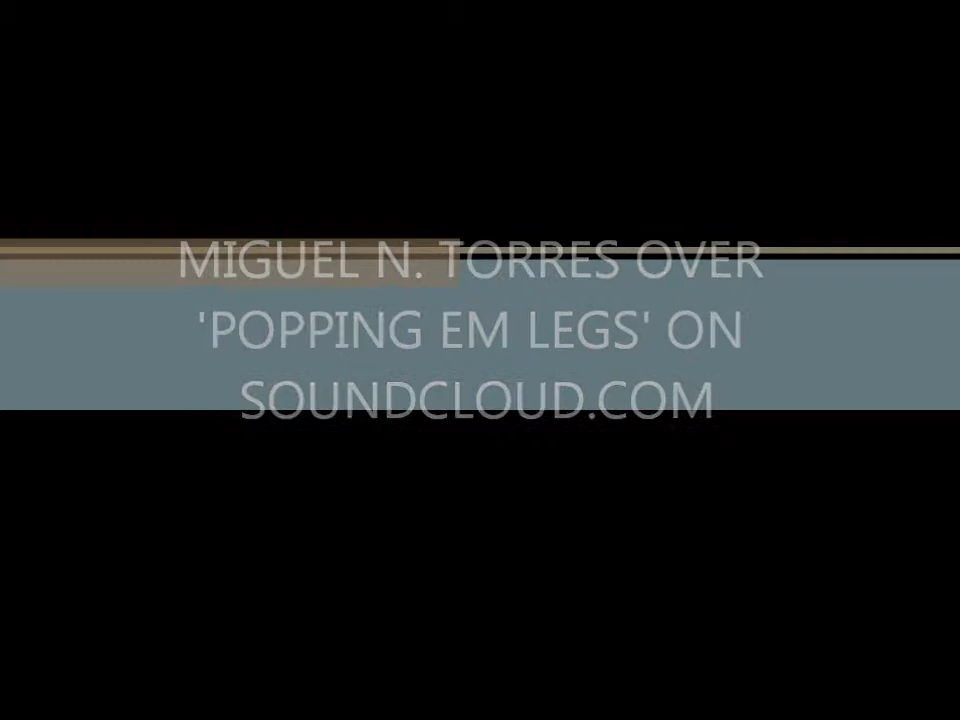 MIGUEL N. TORRES OVER
'POPPING EM LEGS' ON
SOUNDCLOUD.COM